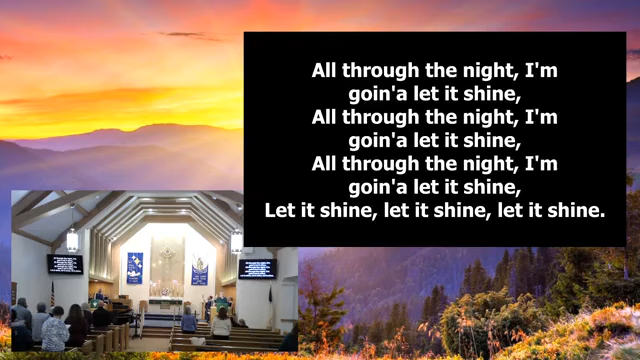 All through the night, I'm
goin'a let it shine,
All through the night, I'm
goin'a let it shine,
All through the night, I'm
goin'a let it shine,
Let it shine, let it shine, let it shine.